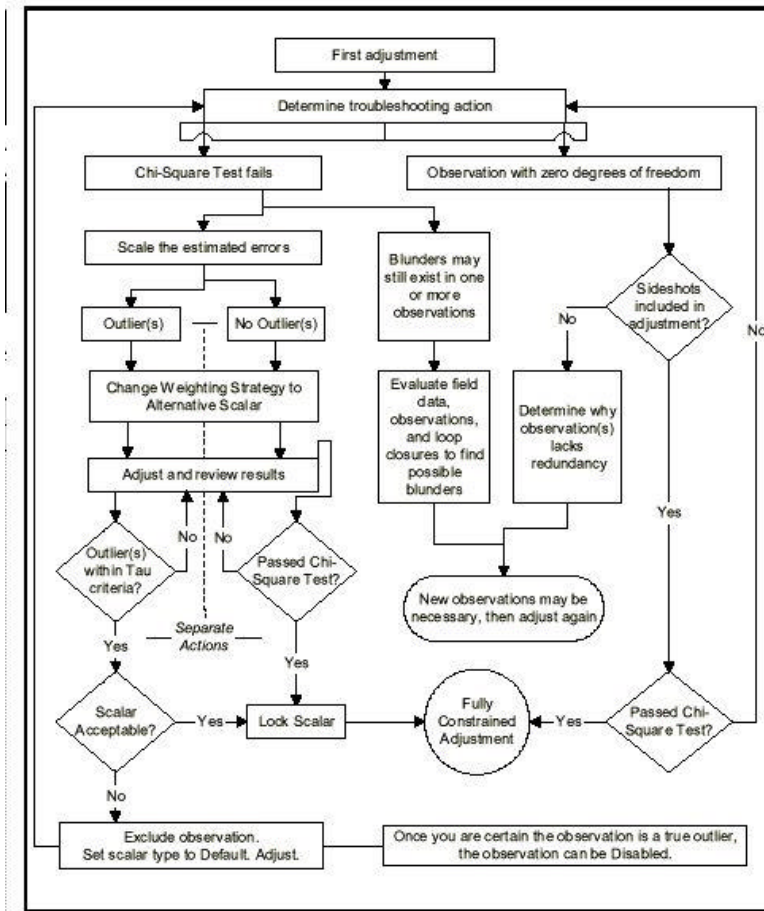 First adjustment
Determine troubleshooting action
Chi-Square Test fails
Observation with zero degrees of freedom
Scale the estimated errors
Blunders may
still exist in one
or more
observations
Sideshots
included in
adjustment?
No
No
Outlier(s)
No Outlier(s)
Change Weighting Strategy to
Alternative Scalar
Evaluate field
data,
observations,
and loop
closures to find
possible
blunders
Determine why
observation(s)
lacks
redundancy
Adjust and review results
Yes
No
No
Outlier(s)
within Tau
criteria?
Passed Chi-
Square Test?
New observations may be
necessary, then adjust again
Separate
Actions
Yes
Yes
Scalar
Acceptable?
Yes
Lock Scalar
Fully
Constrained
Adjustment
Yes
Passed Chi-
Square Test?
No
Exclude observation.
Set scalar type to Default. Adjust.
Once you are certain the observation is a true outlier,
the observation can be Disabled.